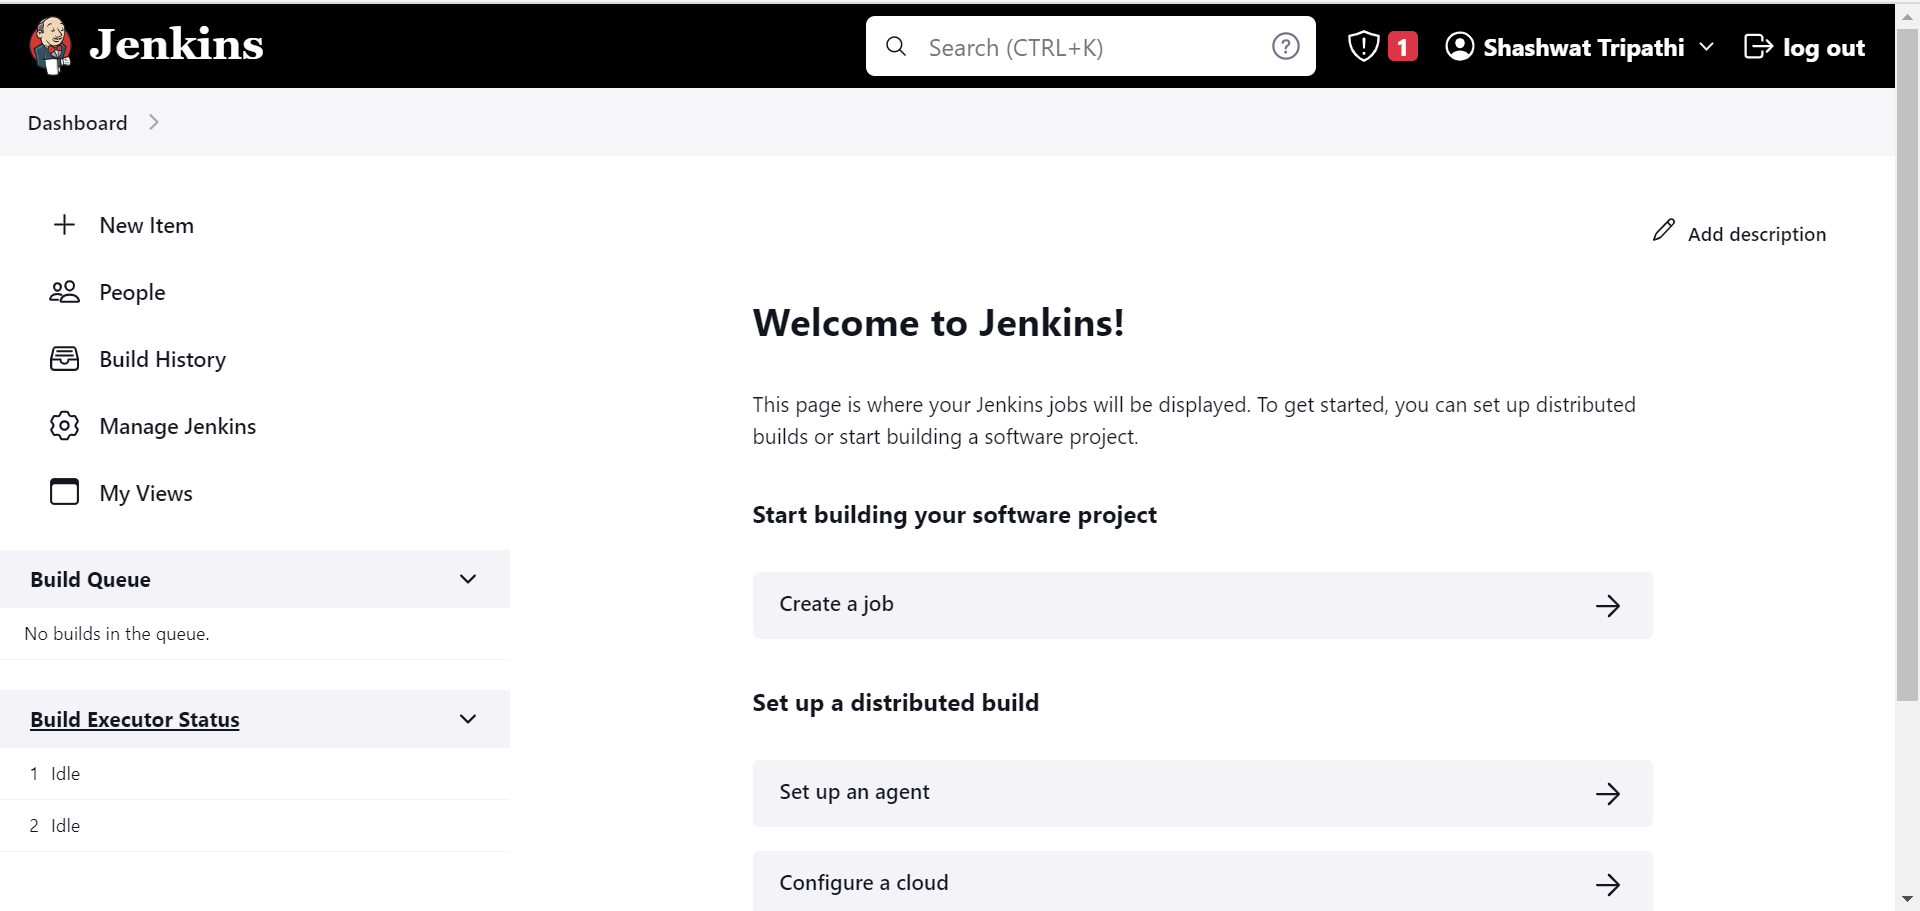 Jenkins
Search (CTRL+K)
1
Shashwat Tripathi
log out
Dashboard
New Item
People
Build History
Manage Jenkins
My Views
Build Queue
No builds in the queue.
Build Executor Status
1 Idle
2 Idle
Add description
Welcome to Jenkins!
This page is where your Jenkins jobs will be displayed. To get started, you can set up distributed
builds or start building a software project.
Start building your software project
Create a job
Set up a distributed build
Set up an agent
Configure a cloud